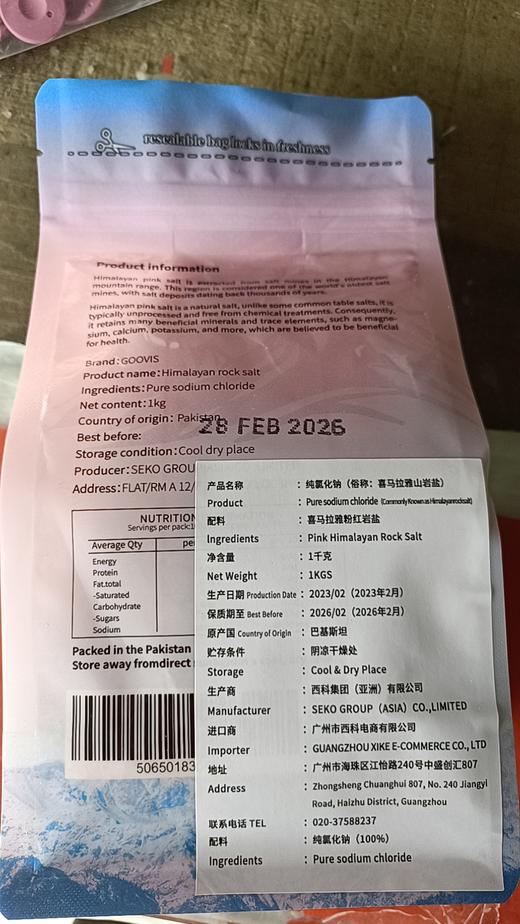 resealable bag locks in freshness
Product information
Himalayan pink salt is extracted from salt mines in the Himalayan
mountain range. This region is considered one of the world's oldest salt
mines, with salt deposits dating back thousands of years.
Himalayan pink salt is a natural salt, unlike some common table salts, it is
typically unprocessed and free from chemical treatments. Consequently,
it retains many beneficial minerals and trace elements, such as magne-
sium, calcium, potassium, and more, which are believed to be beneficial
for health.
Brand:GOOVIS
Product name:Himalayan rock salt
Ingredients:Pure sodium chloride
Net content:1kg
Country of origin: Pakistan
28 FEB 2026
Best before:
Storage condition:Cool dry place
Producer:SEKO GROU
Address:FLAT/RM A 12/
NUTRITION
Servings per pack:1
Average Qty
pe
Energy
Protein
Fat.total
-Saturated
Carbohydrate
-Sugars
Sodium
Packed in the Pakistan
Store away fromdirect
5065018
产品名称 : 纯氯化钠（俗称：喜马拉雅山岩盐）
Product : Pure sodium chloride (Commonly Known as Himalayanrocksalt)
配料 : 喜马拉雅粉红岩盐
Ingredients : Pink Himalayan Rock Salt
净含量 : 1千克
Net Weight : 1KGS
生产日期 Production Date : 2023/02（2023年2月）
保质期至 Best Before : 2026/02（2026年2月）
原产国 Country of Origin : 巴基斯坦
贮存条件 : 阴凉干燥处
Storage : Cool & Dry Place
生产商 : 西科集团（亚洲）有限公司
Manufacturer : SEKO GROUP (ASIA) CO.,LIMITED
进口商 : 广州市西科电商有限公司
Importer : GUANGZHOU XIKE E-COMMERCE CO., LTD
地址 : 广州市海珠区江怡路240号中盛创汇807
Address : Zhongsheng Chuanghui 807, No. 240 Jiangyi
Road, Haizhu District, Guangzhou
联系电话 TEL : 020-37588237
配料 : 纯氯化钠（100%）
Ingredients : Pure sodium chloride